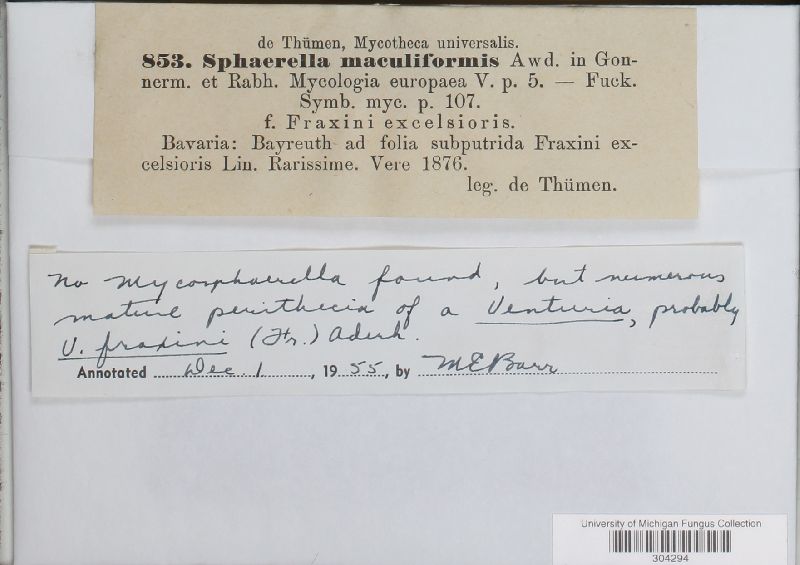 de Thümen, Mycotheca universalis.
853. Sphaerella maculiformis Awd. in Gon-
nerm. et Rabh. Mycologia europaea V. p. 5. — Fuck.
Symb. myc. p. 107.
f. Fraxini excelsioris.
Bavaria: Bayreuth ad folia subputrida Fraxini ex-
celsioris Lin. Rarissime. Vere 1876.
leg. de Thümen.
No Mycosphaerella found, but numerous
mature perithecia of a Venturia, probably
V. fraxini (Fr.) Aderh.
Annotated Dec 1, 1955, by MEBarr
University of Michigan Fungus Collection
304294